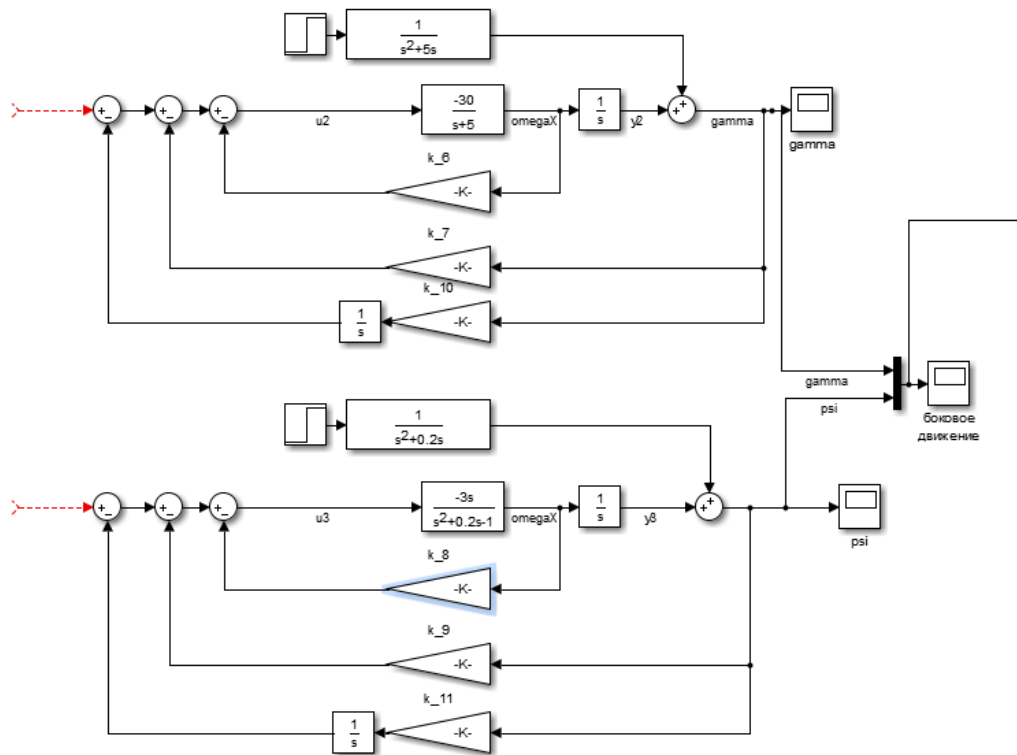 1
s²+5s
u2
-30
s+5
omegaX
1
s
y2
gamma
gamma
k_6
-K-
k_7
-K-
k_10
1
s
-K-
gamma
psi
боковое
движение
1
s²+0.2s
u3
-3s
s²+0.2s-1
omegaX
1
s
y3
psi
k_8
-K-
k_9
-K-
k_11
1
s
-K-